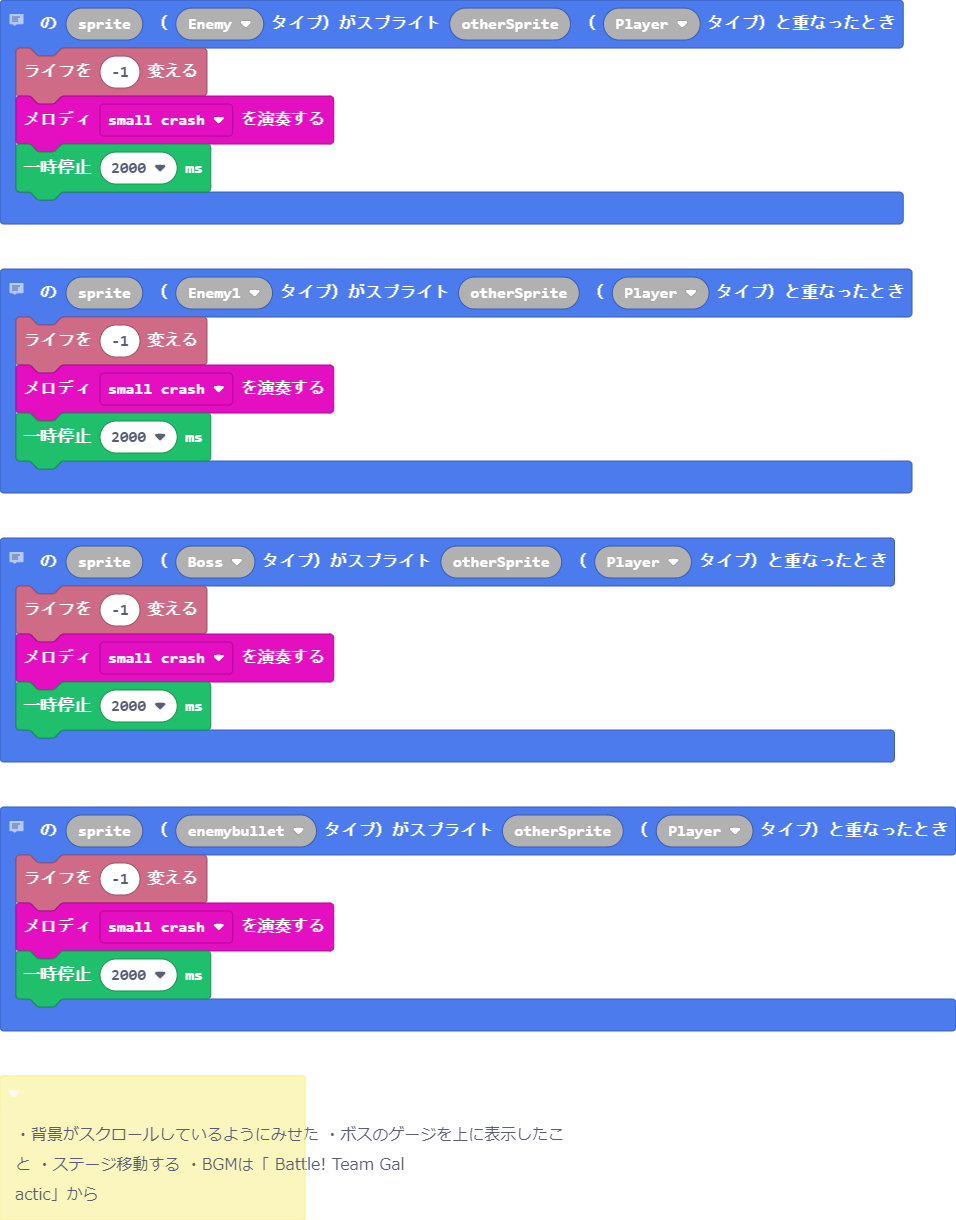 の sprite （ Enemy タイプ）がスプライト otherSprite （ Player タイプ）と重なったとき
ライフを -1 変える
メロディ small crash を演奏する
一時停止 2000 ms
の sprite （ Enemy1 タイプ）がスプライト otherSprite （ Player タイプ）と重なったとき
ライフを -1 変える
メロディ small crash を演奏する
一時停止 2000 ms
の sprite （ Boss タイプ）がスプライト otherSprite （ Player タイプ）と重なったとき
ライフを -1 変える
メロディ small crash を演奏する
一時停止 2000 ms
の sprite （ enemybullet タイプ）がスプライト otherSprite （ Player タイプ）と重なったとき
ライフを -1 変える
メロディ small crash を演奏する
一時停止 2000 ms
・背景がスクロールしているようにみせた ・ボスのゲージを上に表示したこ
と ・ステージ移動する ・BGMは「 Battle! Team Gal
actic」から